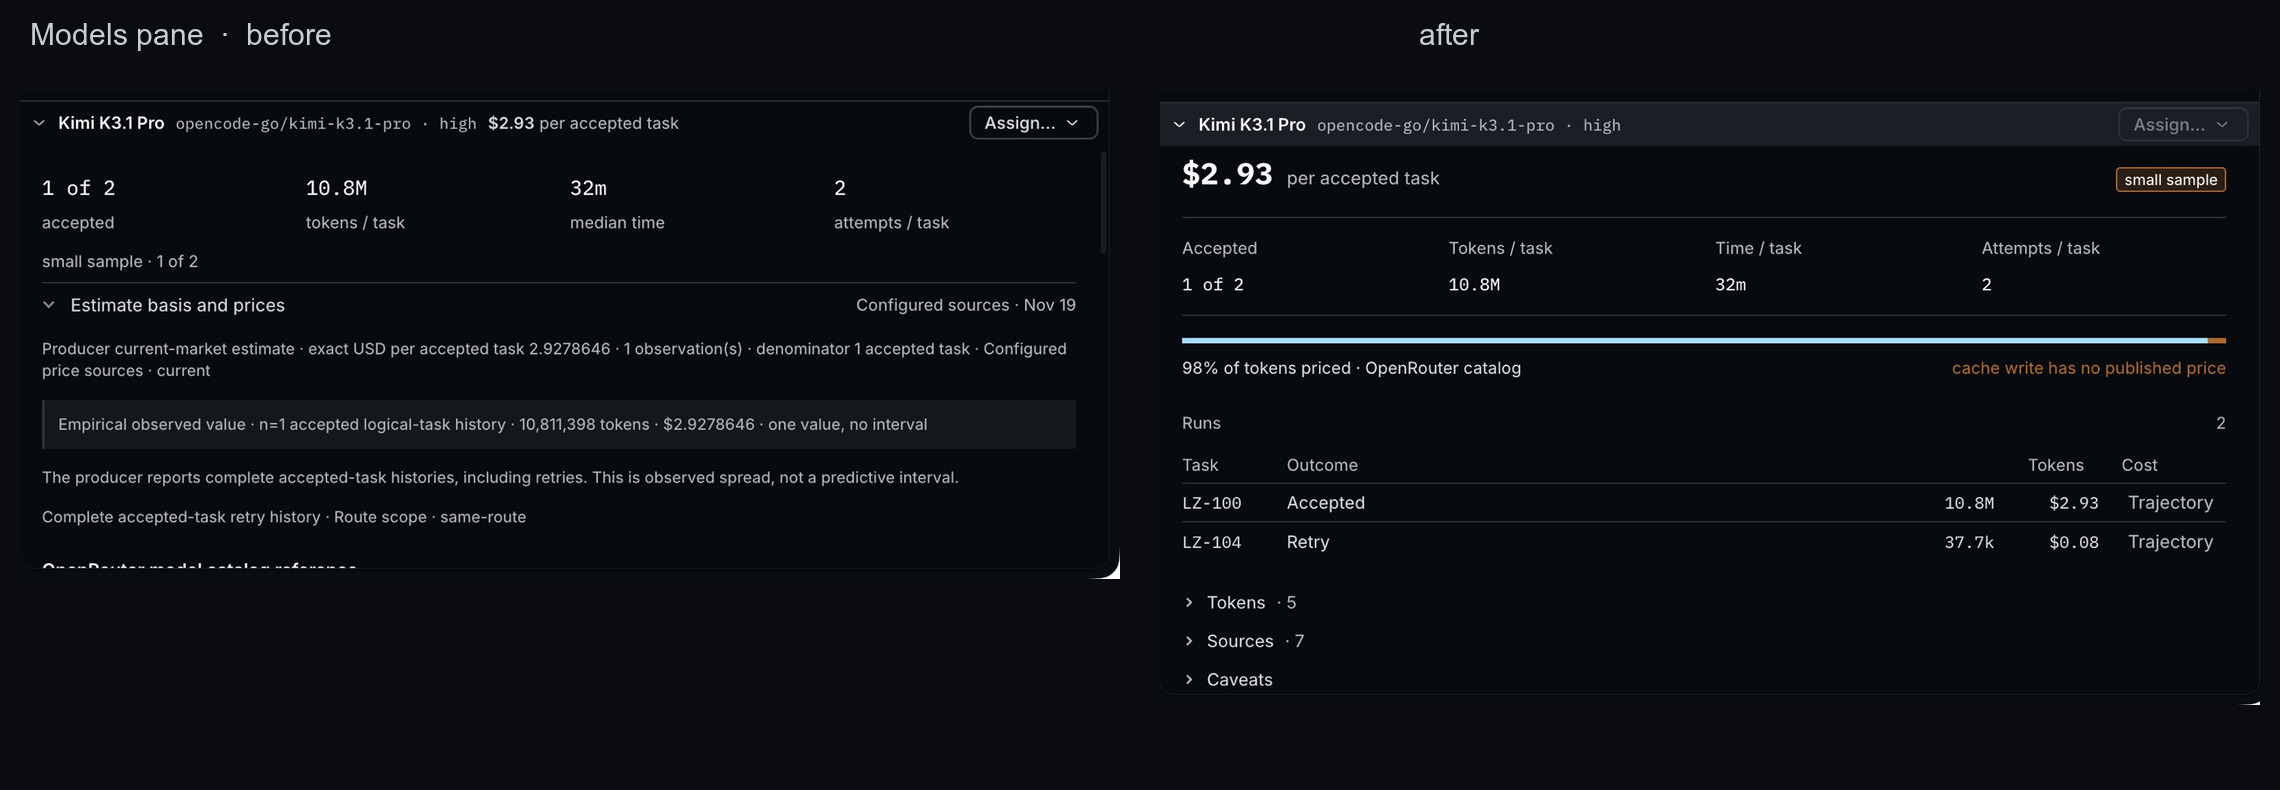 Models pane · before
Kimi K3.1 Pro opencode-go/kimi-k3.1-pro · high $2.93 per accepted task Assign...
1 of 2 10.8M 32m 2
accepted tokens / task median time attempts / task
small sample · 1 of 2
Estimate basis and prices Configured sources · Nov 19
Producer current-market estimate · exact USD per accepted task 2.9278646 · 1 observation(s) · denominator 1 accepted task · Configured
price sources · current
Empirical observed value · n=1 accepted logical-task history · 10,811,398 tokens · $2.9278646 · one value, no interval
The producer reports complete accepted-task histories, including retries. This is observed spread, not a predictive interval.
Complete accepted-task retry history · Route scope · same-route
OpenRouter model catalog reference
after
Kimi K3.1 Pro opencode-go/kimi-k3.1-pro · high Assign...
$2.93 per accepted task small sample
Accepted Tokens / task Time / task Attempts / task
1 of 2 10.8M 32m 2
98% of tokens priced · OpenRouter catalog cache write has no published price
Runs 2
Task Outcome Tokens Cost
LZ-100 Accepted 10.8M $2.93 Trajectory
LZ-104 Retry 37.7k $0.08 Trajectory
Tokens · 5
Sources · 7
Caveats